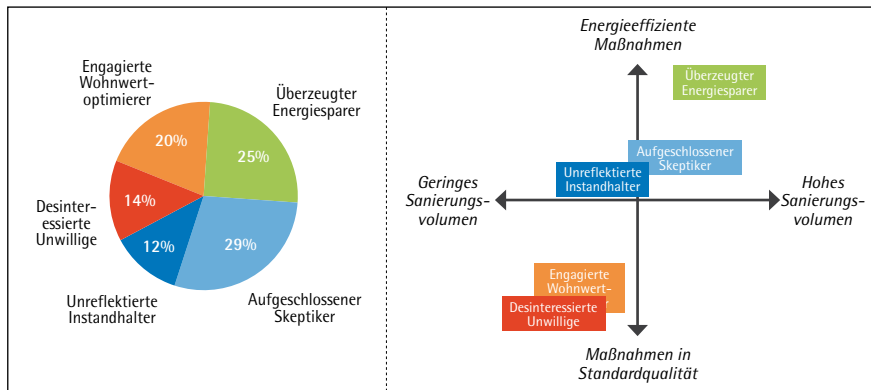 Engagierte
Wohnwert-
optimierer
Überzeugter
Energiesparer
20%
25%
Desinter-
essierte
Unwillige
14%
12%
29%
Unreflektierte
Instandhalter
Aufgeschlossener
Skeptiker
Energieeffiziente
Maßnahmen
Überzeugter
Energiesparer
Aufgeschlossener
Skeptiker
Unreflektierte
Instandhalter
Geringes
Sanierungs-
volumen
Hohes
Sanierungs-
volumen
Engagierte
Wohnwert-
Desinteressierte
Unwillige
Maßnahmen in
Standardqualität